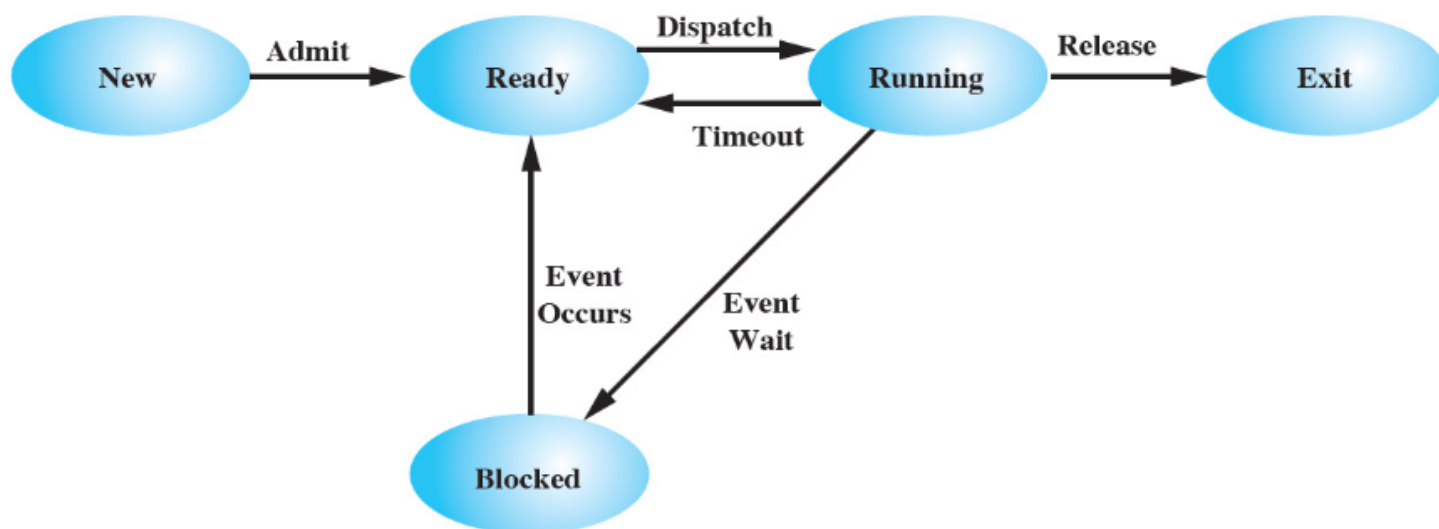 Dispatch
Admit
Release
New
Ready
Running
Exit
Timeout
Event
Occurs
Event
Wait
Blocked